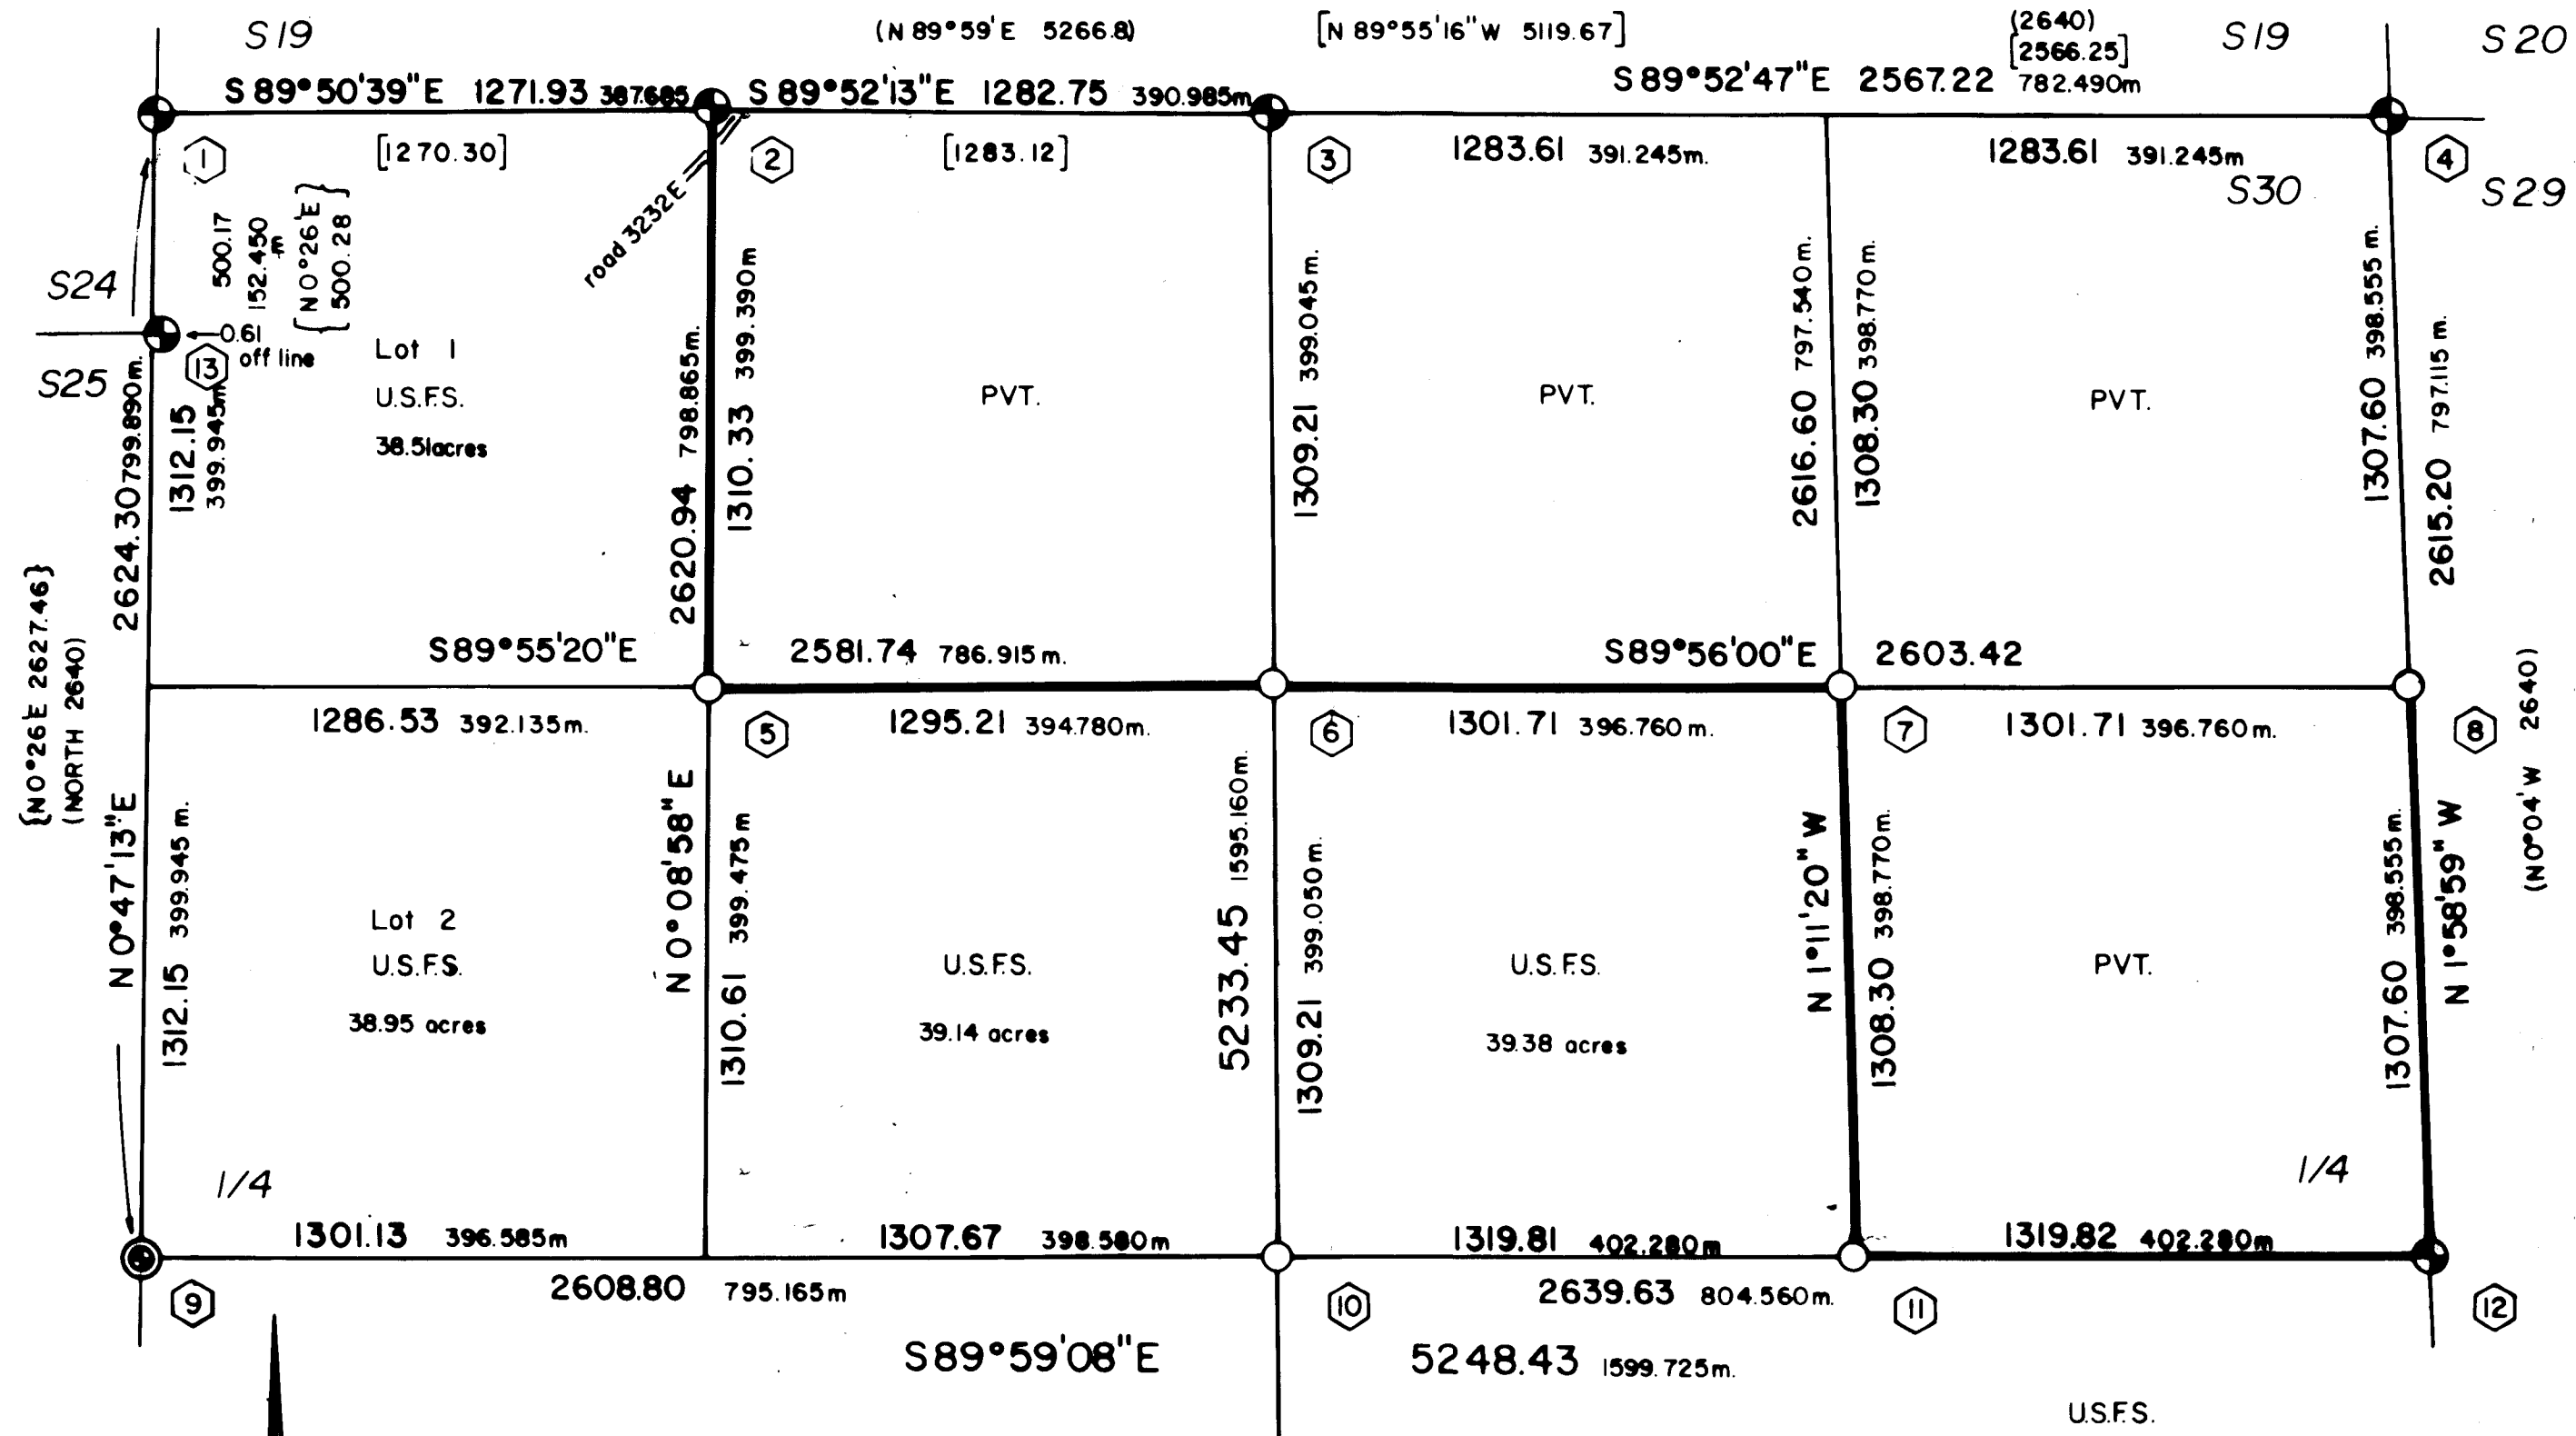 S19
(N 89°59'E 5266.8)
[N 89°55'16"W 5119.67]
(2640)
[2566.25]
S19
S20
S 89°50'39"E 1271.93 387.685
S 89°52'13"E 1282.75 390.985m
S 89°52'47"E 2567.22 782.490m
1
[1270.30]
2
[1283.12]
3
1283.61 391.245m.
1283.61 391.245m
4
S30
S29
road 3232E
500.17
152.450
m
{N 0°26'E}
{500.28}
S24
0.61
off line
13
S25
Lot 1
U.S.F.S.
38.51acres
PVT.
PVT.
PVT.
2624.30 799.890m.
1312.15
399.945m
2620.94 798.865m.
1310.33 399.390m
1309.21 399.045m.
2616.60 797.540m.
1308.30 398.770m.
1307.60 398.555 m.
2615.20 797.115 m.
{N0°26'E 2627.46}
(NORTH 2640)
S89°55'20"E
2581.74 786.915 m.
S89°56'00"E
2603.42
1286.53 392.135m.
5
1295.21 394.780m.
6
1301.71 396.760 m.
7
1301.71 396.760m.
8
N 0°47'13"E
1312.15 399.945 m.
N 0°08'58"E
1310.61 399.475m
5233.45 1595.160m.
1309.21 399.050m.
N 1°11'20"W
1308.30 398.770m.
1307.60 398.555m.
N 1°58'59"W
(N0°04'W 2640)
Lot 2
U.S.F.S.
38.95 acres
U.S.F.S.
39.14 acres
U.S.F.S.
39.38 acres
PVT.
1/4
1/4
1301.13 396.585m
1307.67 398.580m
1319.81 402.280m
1319.82 402.280m
9
2608.80 795.165m
10
2639.63 804.560m.
11
12
S89°59'08"E
5248.43 1599.725m.
U.S.F.S.